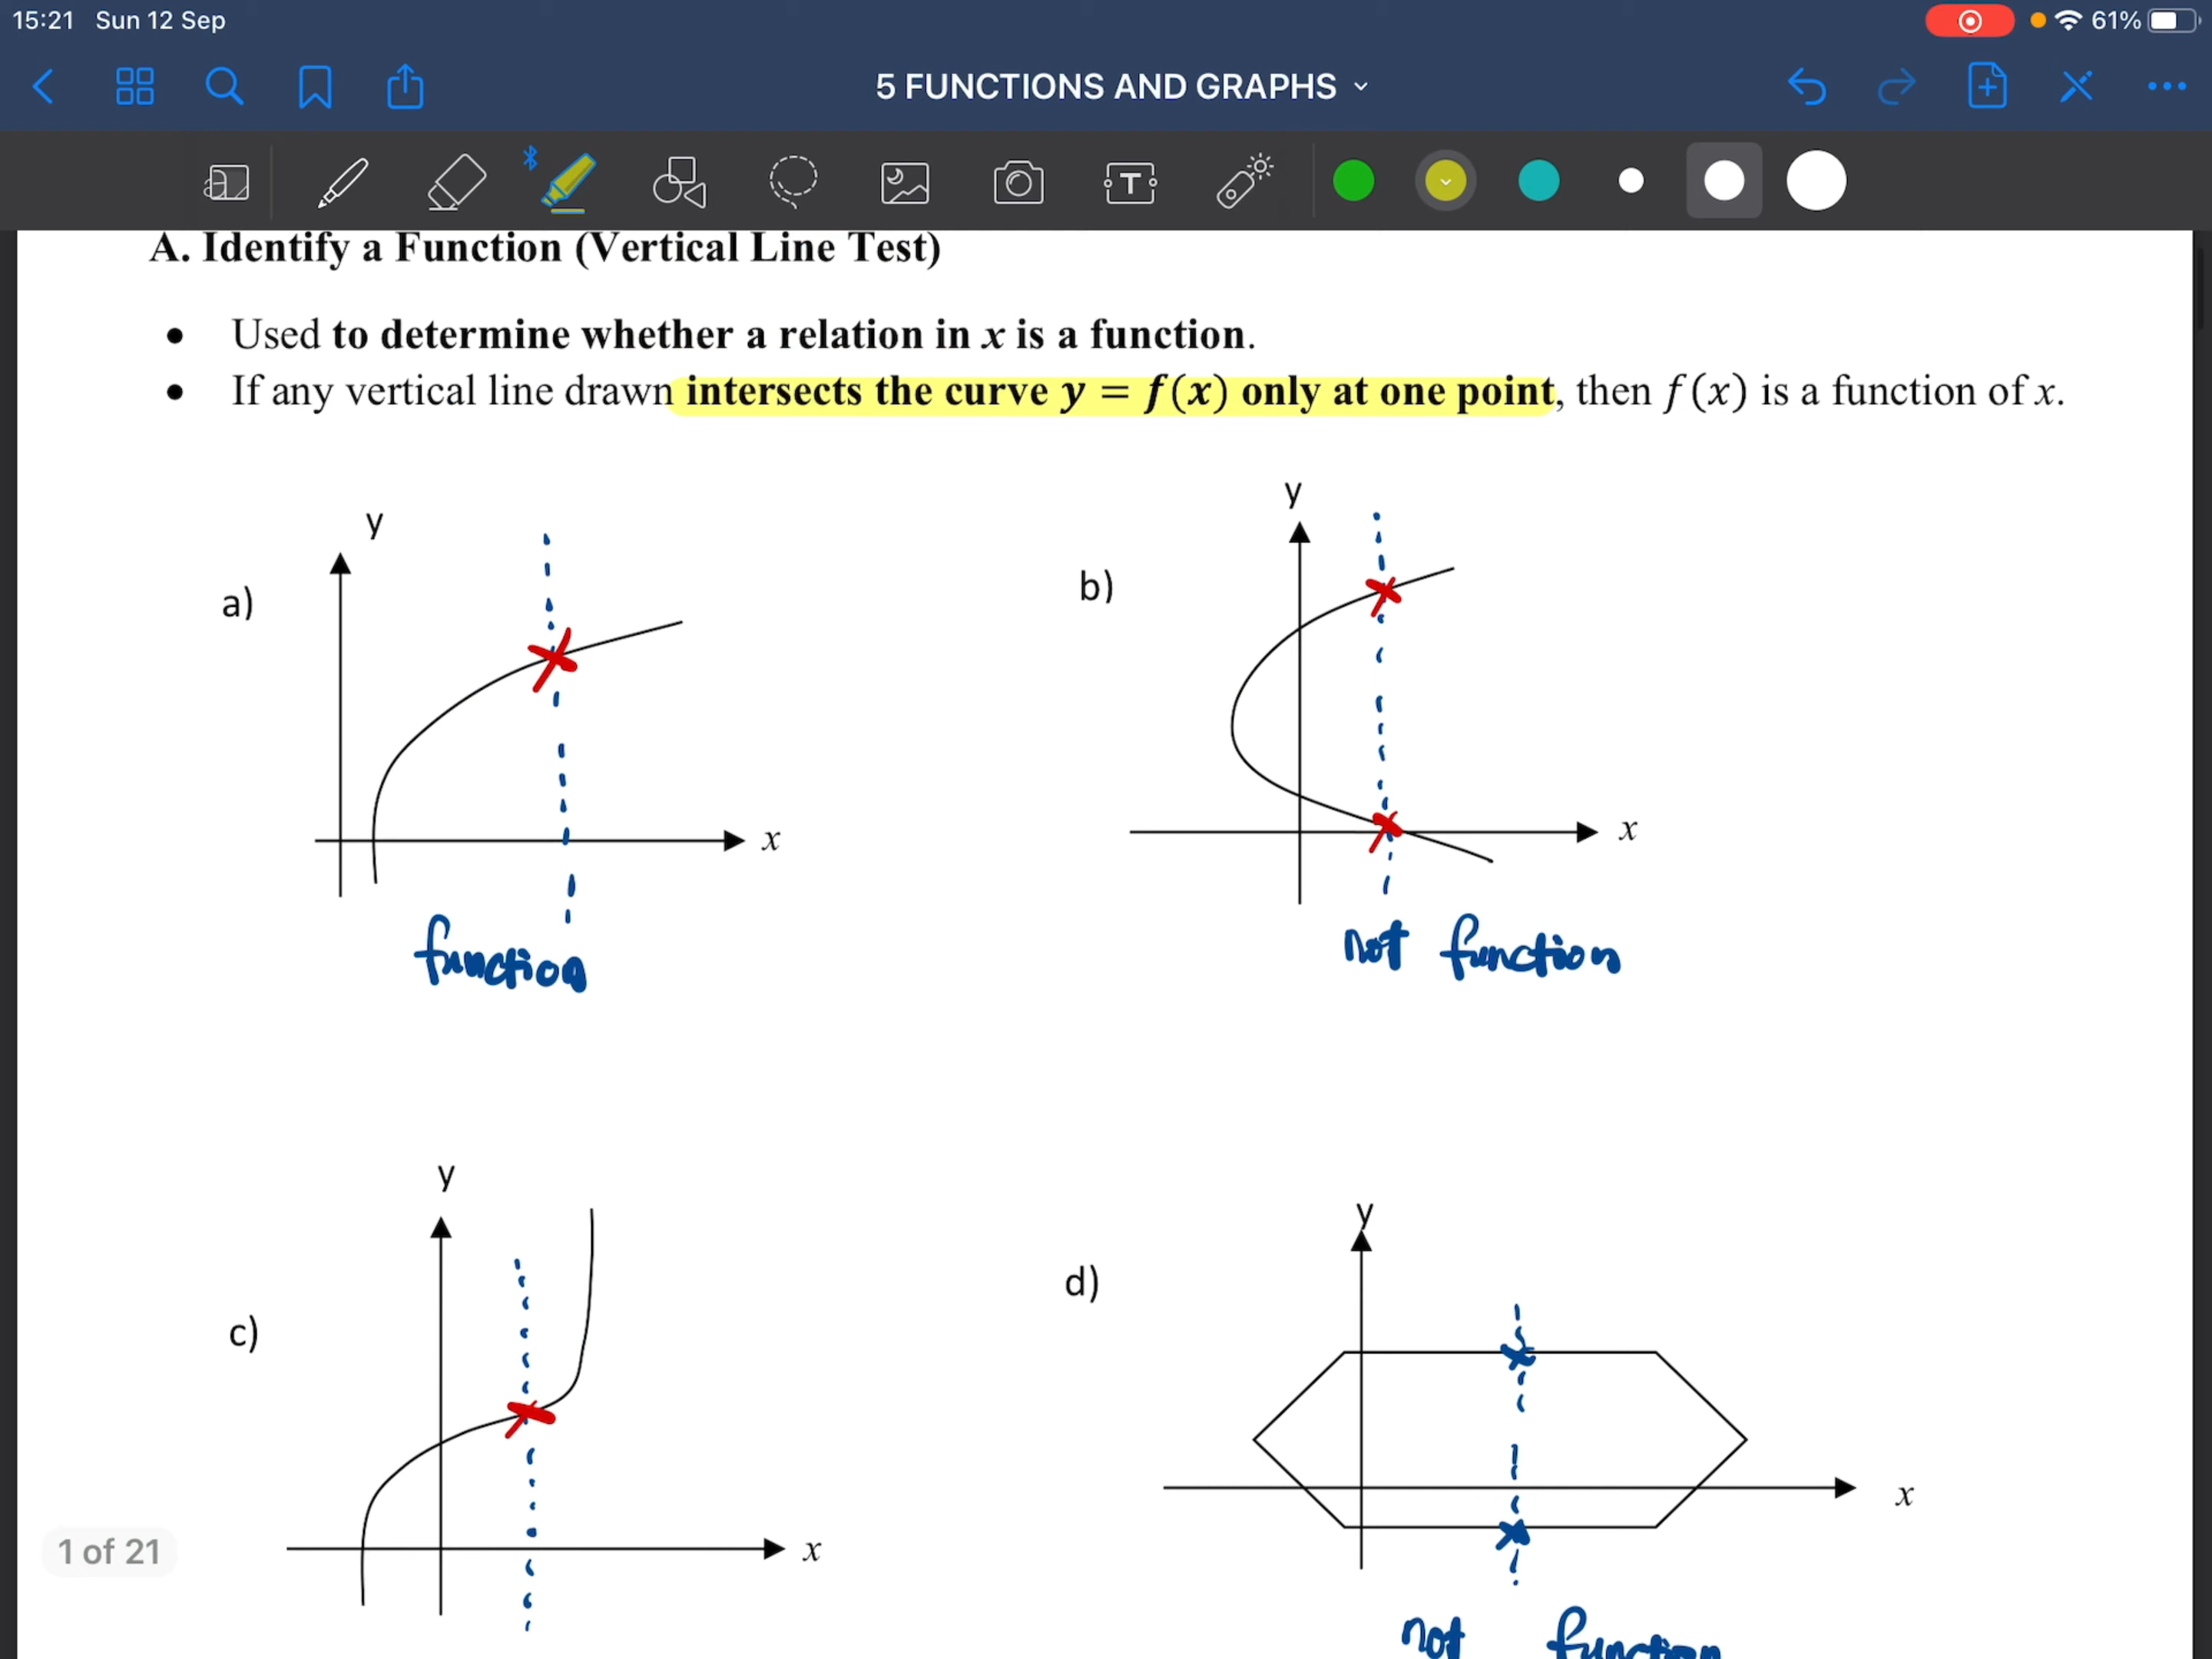 15:21 Sun 12 Sep
61%
5 FUNCTIONS AND GRAPHS
A. Identify a Function (Vertical Line Test)
• Used to determine whether a relation in x is a function.
• If any vertical line drawn intersects the curve y = f(x) only at one point, then f(x) is a function of x.
y
a)
x
function
y
b)
x
not function
y
c)
x
y
d)
x
not function
1 of 21